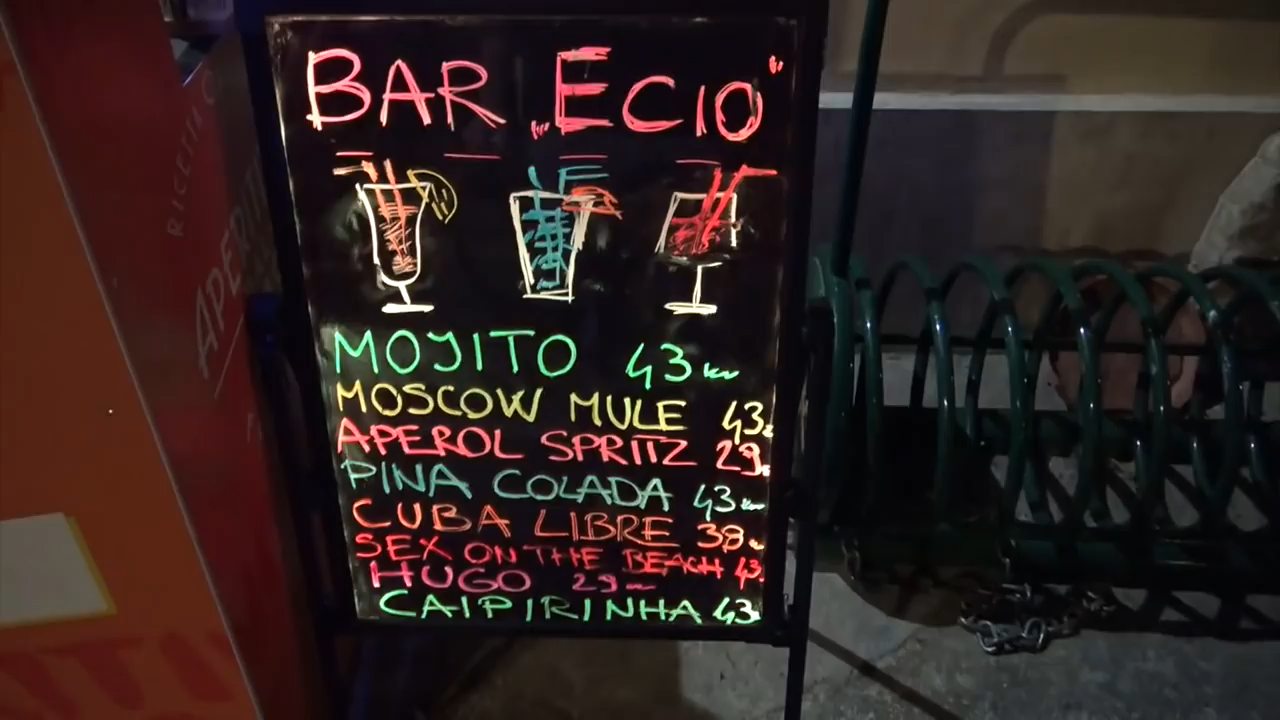 BAR „ECIO"
MOJITO 43 kn
MOSCOW MULE 43
APEROL SPRITZ 29
PINA COLADA 43 kn
CUBA LIBRE 38
SEX ON THE BEACH 43
HUGO 29 kn
CAIPIRINHA 43